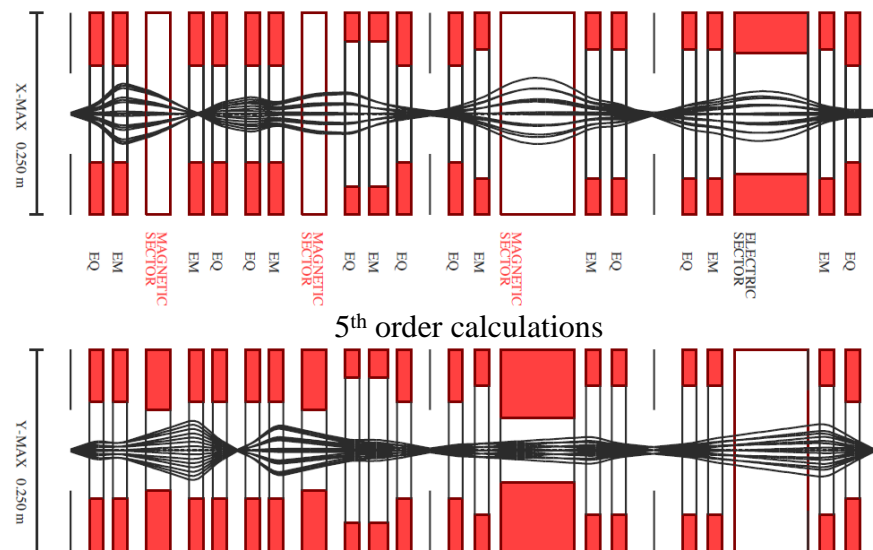 X-MAX 0.250 m
EQ
EM
MAGNETIC
SECTOR
EM
EQ
EQ
EM
MAGNETIC
SECTOR
EQ
EM
EQ
EQ
EM
MAGNETIC
SECTOR
EM
EQ
EQ
EM
ELECTRIC
SECTOR
EM
EQ
5th order calculations
Y-MAX 0.250 m